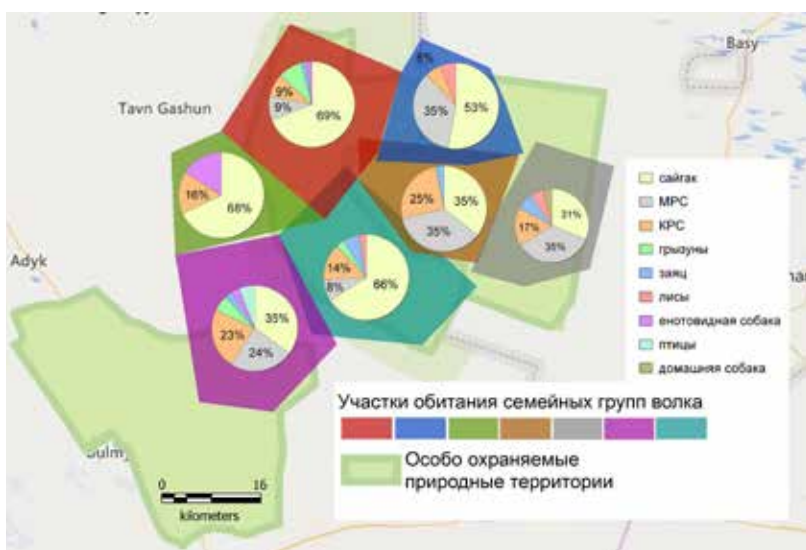 Basy
Tavn Gashun
Adyk
6%
9%
9%
69%
35%
53%
16%
68%
25%
35%
35%
17%
31%
35%
14%
8%
66%
35%
23%
24%
сайгак
МРС
КРС
грызуны
заяц
лисы
енотовидная собака
птицы
домашняя собака
Участки обитания семейных групп волка
Особо охраняемые
природные территории
0 16
kilometers